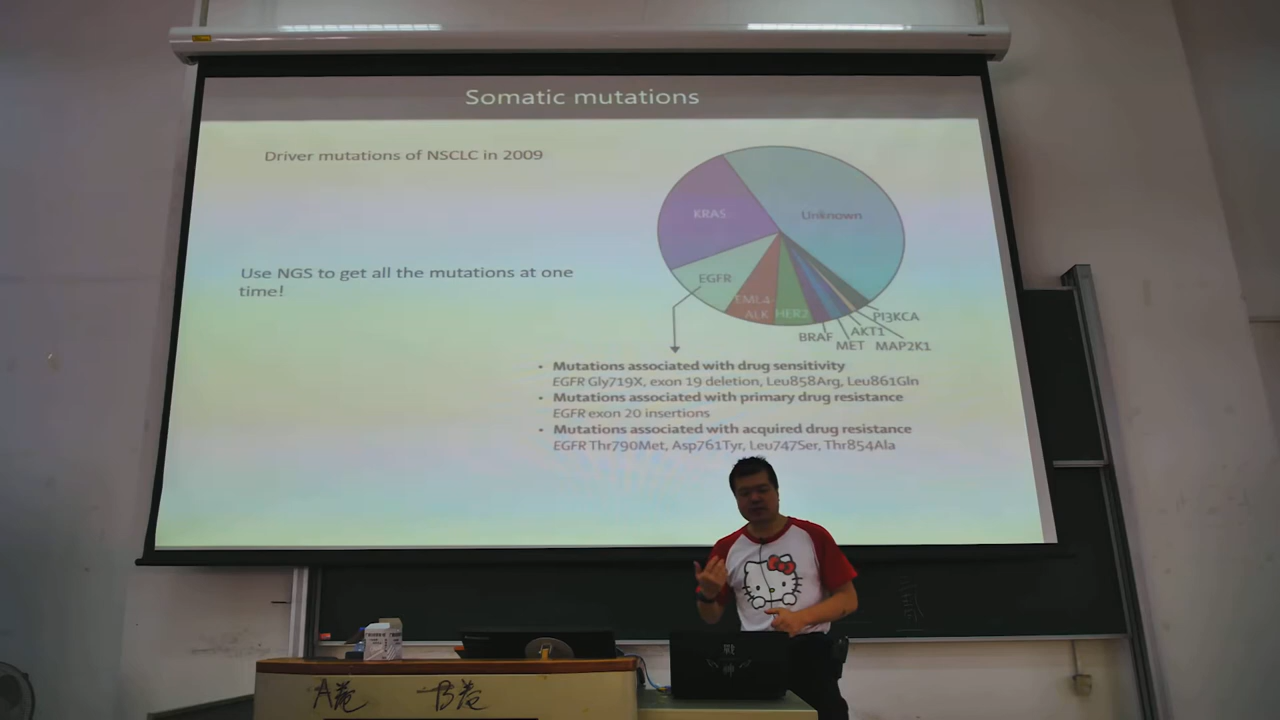 Somatic mutations
Driver mutations of NSCLC in 2009
Use NGS to get all the mutations at one
time!
KRAS
Unknown
EGFR
EML4-
ALK
HER2
BRAF
MET
AKT1
MAP2K1
PI3KCA
• Mutations associated with drug sensitivity
EGFR Gly719X, exon 19 deletion, Leu858Arg, Leu861Gln
• Mutations associated with primary drug resistance
EGFR exon 20 insertions
• Mutations associated with acquired drug resistance
EGFR Thr790Met, Asp761Tyr, Leu747Ser, Thr854Ala
戰
神
A卷 B卷